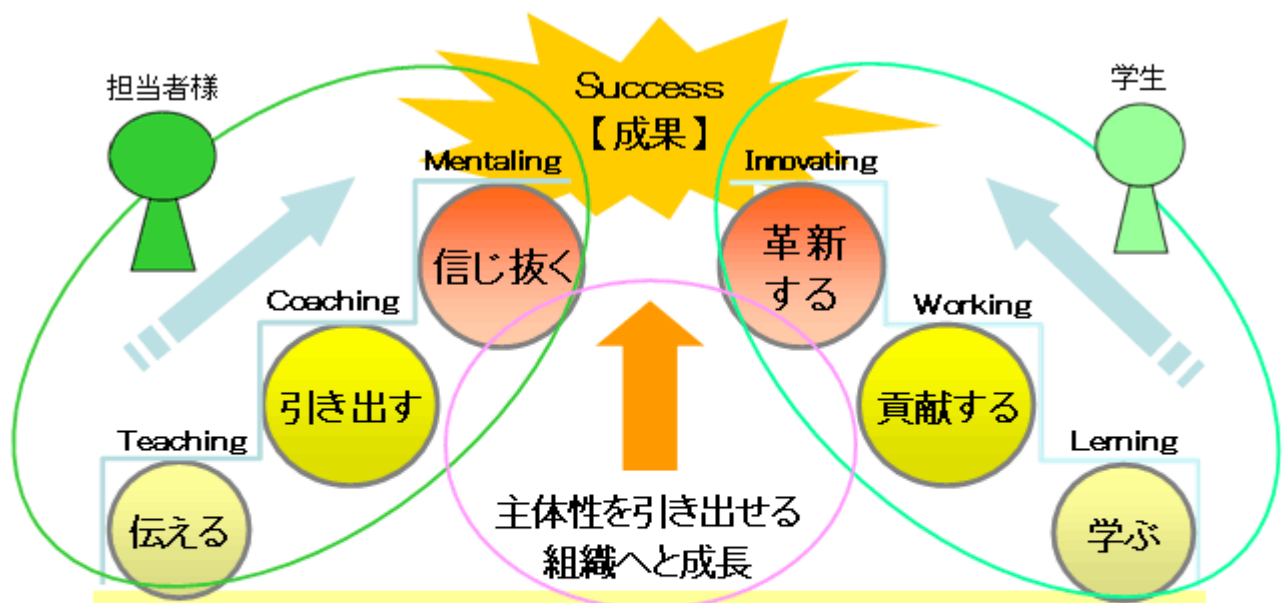 担当者様
学生
Success
【成果】
Mentaling
Innovating
信じ抜く
革新
する
Coaching
Working
引き出す
貢献する
Teaching
Lerning
伝える
学ぶ
主体性を引き出せる
組織へと成長